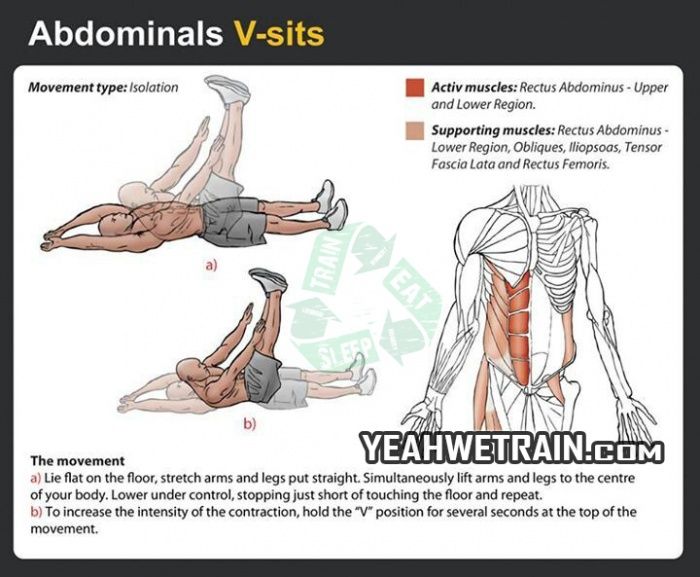 Abdominals V-sits
Movement type: Isolation
Activ muscles: Rectus Abdominus - Upper
and Lower Region.
Supporting muscles: Rectus Abdominus -
Lower Region, Obliques, Iliopsoas, Tensor
Fascia Lata and Rectus Femoris.
a)
TRAIN
EAT
SLEEP
b)
YEAHWETRAIN.COM
The movement
a) Lie flat on the floor, stretch arms and legs put straight. Simultaneously lift arms and legs to the centre
of your body. Lower under control, stopping just short of touching the floor and repeat.
b) To increase the intensity of the contraction, hold the “V” position for several seconds at the top of the
movement.